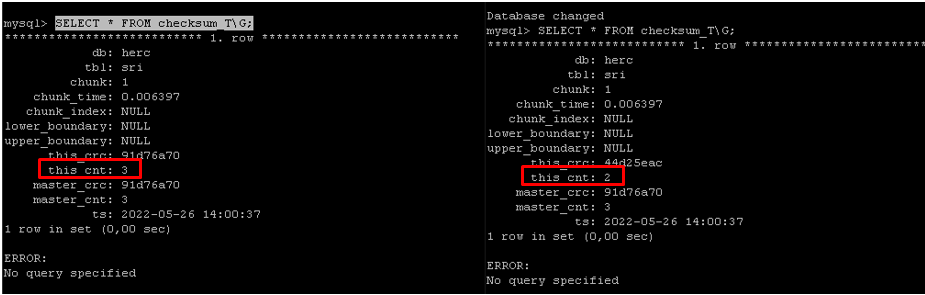 mysql> SELECT * FROM checksum_T\G;
*************************** 1. row ***************************
db: herc
tbl: sri
chunk: 1
chunk_time: 0.006397
chunk_index: NULL
lower_boundary: NULL
upper_boundary: NULL
this_crc: 91d76a70
this_cnt: 3
master_crc: 91d76a70
master_cnt: 3
ts: 2022-05-26 14:00:37
1 row in set (0,00 sec)
ERROR:
No query specified
Database changed
mysql> SELECT * FROM checksum_T\G;
*************************** 1. row *************************
db: herc
tbl: sri
chunk: 1
chunk_time: 0.006397
chunk_index: NULL
lower_boundary: NULL
upper_boundary: NULL
this_crc: 44d25eac
this_cnt: 2
master_crc: 91d76a70
master_cnt: 3
ts: 2022-05-26 14:00:37
1 row in set (0,00 sec)
ERROR:
No query specified